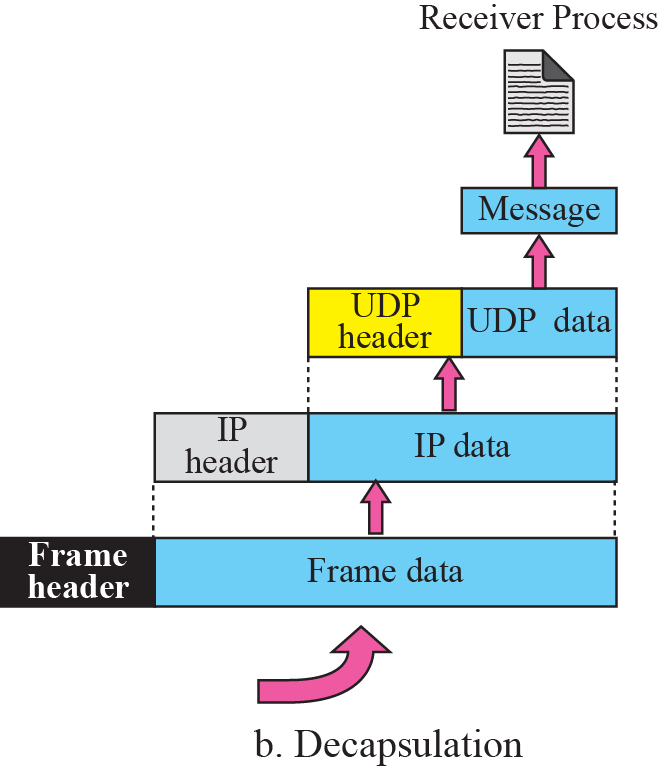 Receiver Process
Message
UDP
header
UDP data
IP
header
IP data
Frame
header
Frame data
b. Decapsulation